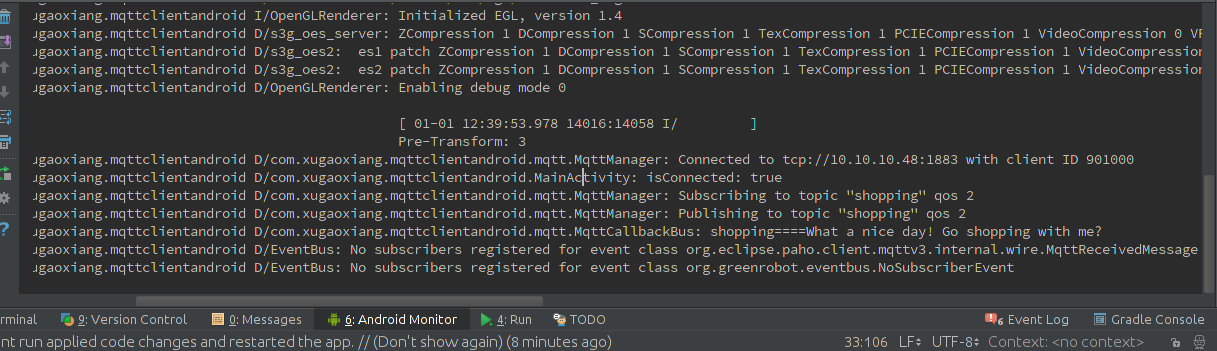 ugaoxiang.mqttclientandroid I/OpenGLRenderer: Initialized EGL, version 1.4
ugaoxiang.mqttclientandroid D/s3g_oes_server: ZCompression 1 DCompression 1 SCompression 1 TexCompression 1 PCIECompression 1 VideoCompression 0 VP
ugaoxiang.mqttclientandroid D/s3g_oes2:  es1 patch ZCompression 1 DCompression 1 SCompression 1 TexCompression 1 PCIECompression 1 VideoCompression
ugaoxiang.mqttclientandroid D/s3g_oes2:  es2 patch ZCompression 1 DCompression 1 SCompression 1 TexCompression 1 PCIECompression 1 VideoCompression
ugaoxiang.mqttclientandroid D/OpenGLRenderer: Enabling debug mode 0
[ 01-01 12:39:53.978 14016:14058 I/         ]
Pre-Transform: 3
ugaoxiang.mqttclientandroid D/com.xugaoxiang.mqttclientandroid.mqtt.MqttManager: Connected to tcp://10.10.10.48:1883 with client ID 901000
ugaoxiang.mqttclientandroid D/com.xugaoxiang.mqttclientandroid.MainActivity: isConnected: true
ugaoxiang.mqttclientandroid D/com.xugaoxiang.mqttclientandroid.mqtt.MqttManager: Subscribing to topic "shopping" qos 2
ugaoxiang.mqttclientandroid D/com.xugaoxiang.mqttclientandroid.mqtt.MqttManager: Publishing to topic "shopping" qos 2
ugaoxiang.mqttclientandroid D/com.xugaoxiang.mqttclientandroid.mqtt.MqttCallbackBus: shopping====What a nice day! Go shopping with me?
ugaoxiang.mqttclientandroid D/EventBus: No subscribers registered for event class org.eclipse.paho.client.mqttv3.internal.wire.MqttReceivedMessage
ugaoxiang.mqttclientandroid D/EventBus: No subscribers registered for event class org.greenrobot.eventbus.NoSubscriberEvent
rminal 9: Version Control 0: Messages 6: Android Monitor 4: Run TODO 6 Event Log Gradle Console
nt run applied code changes and restarted the app. // (Don't show again) (8 minutes ago) 33:106 LF UTF-8 Context: <no context>